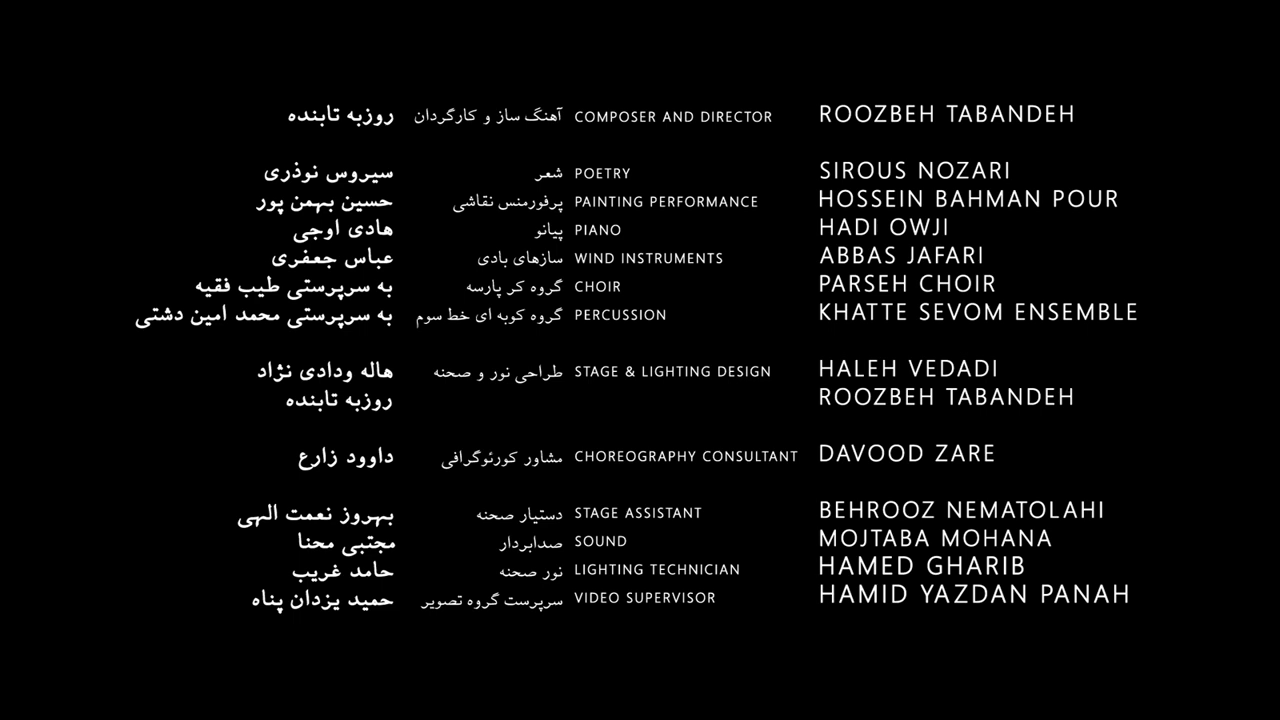 روزبه تابنده آهنگ ساز و کارگردان COMPOSER AND DIRECTOR ROOZBEH TABANDEH
سیروس نوذری شعر POETRY SIROUS NOZARI
حسین بهمن پور پرفورمنس نقاشی PAINTING PERFORMANCE HOSSEIN BAHMAN POUR
هادی اوجی پیانو PIANO HADI OWJI
عباس جعفری سازهای بادی WIND INSTRUMENTS ABBAS JAFARI
به سرپرستی طیب فقیه گروه کر پارسه CHOIR PARSEH CHOIR
به سرپرستی محمد امین دشتی گروه کوبه ای خط سوم PERCUSSION KHATTE SEVOM ENSEMBLE
هاله ودادی نژاد طراحی نور و صحنه STAGE & LIGHTING DESIGN HALEH VEDADI
روزبه تابنده ROOZBEH TABANDEH
داوود زارع مشاور کورئوگرافی CHOREOGRAPHY CONSULTANT DAVOOD ZARE
بهروز نعمت الهی دستیار صحنه STAGE ASSISTANT BEHROOZ NEMATOLAHI
مجتبی محنا صدابردار SOUND MOJTABA MOHANA
حامد غریب نور صحنه LIGHTING TECHNICIAN HAMED GHARIB
حمید یزدان پناه سرپرست گروه تصویر VIDEO SUPERVISOR HAMID YAZDAN PANAH